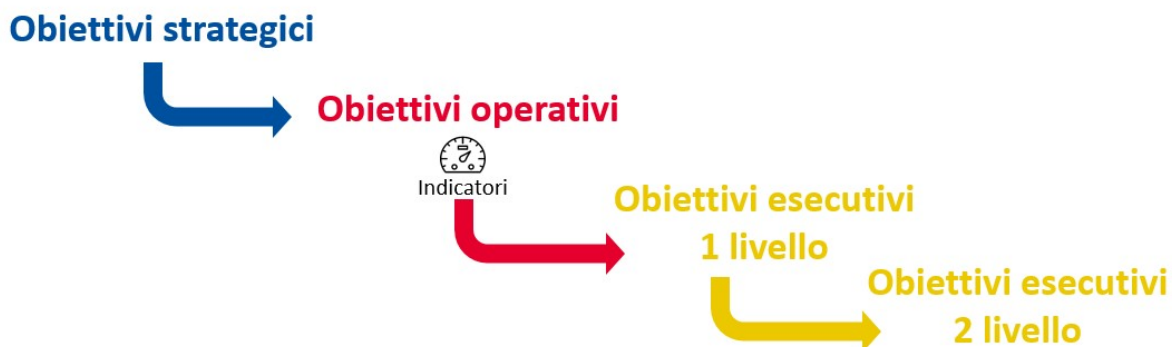 Obiettivi strategici
Obiettivi operativi
Indicatori
Obiettivi esecutivi
1 livello
Obiettivi esecutivi
2 livello